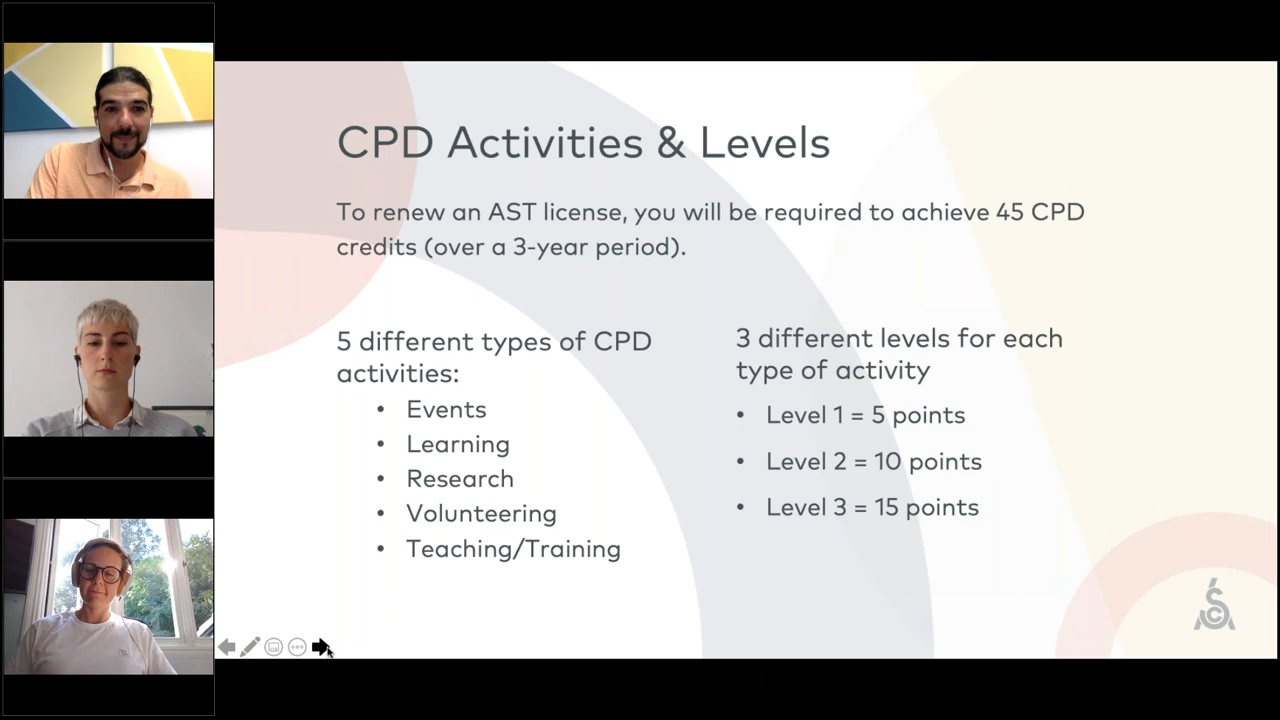 CPD Activities & Levels
To renew an AST license, you will be required to achieve 45 CPD
credits (over a 3-year period).
5 different types of CPD
activities:
• Events
• Learning
• Research
• Volunteering
• Teaching/Training
3 different levels for each
type of activity
• Level 1 = 5 points
• Level 2 = 10 points
• Level 3 = 15 points